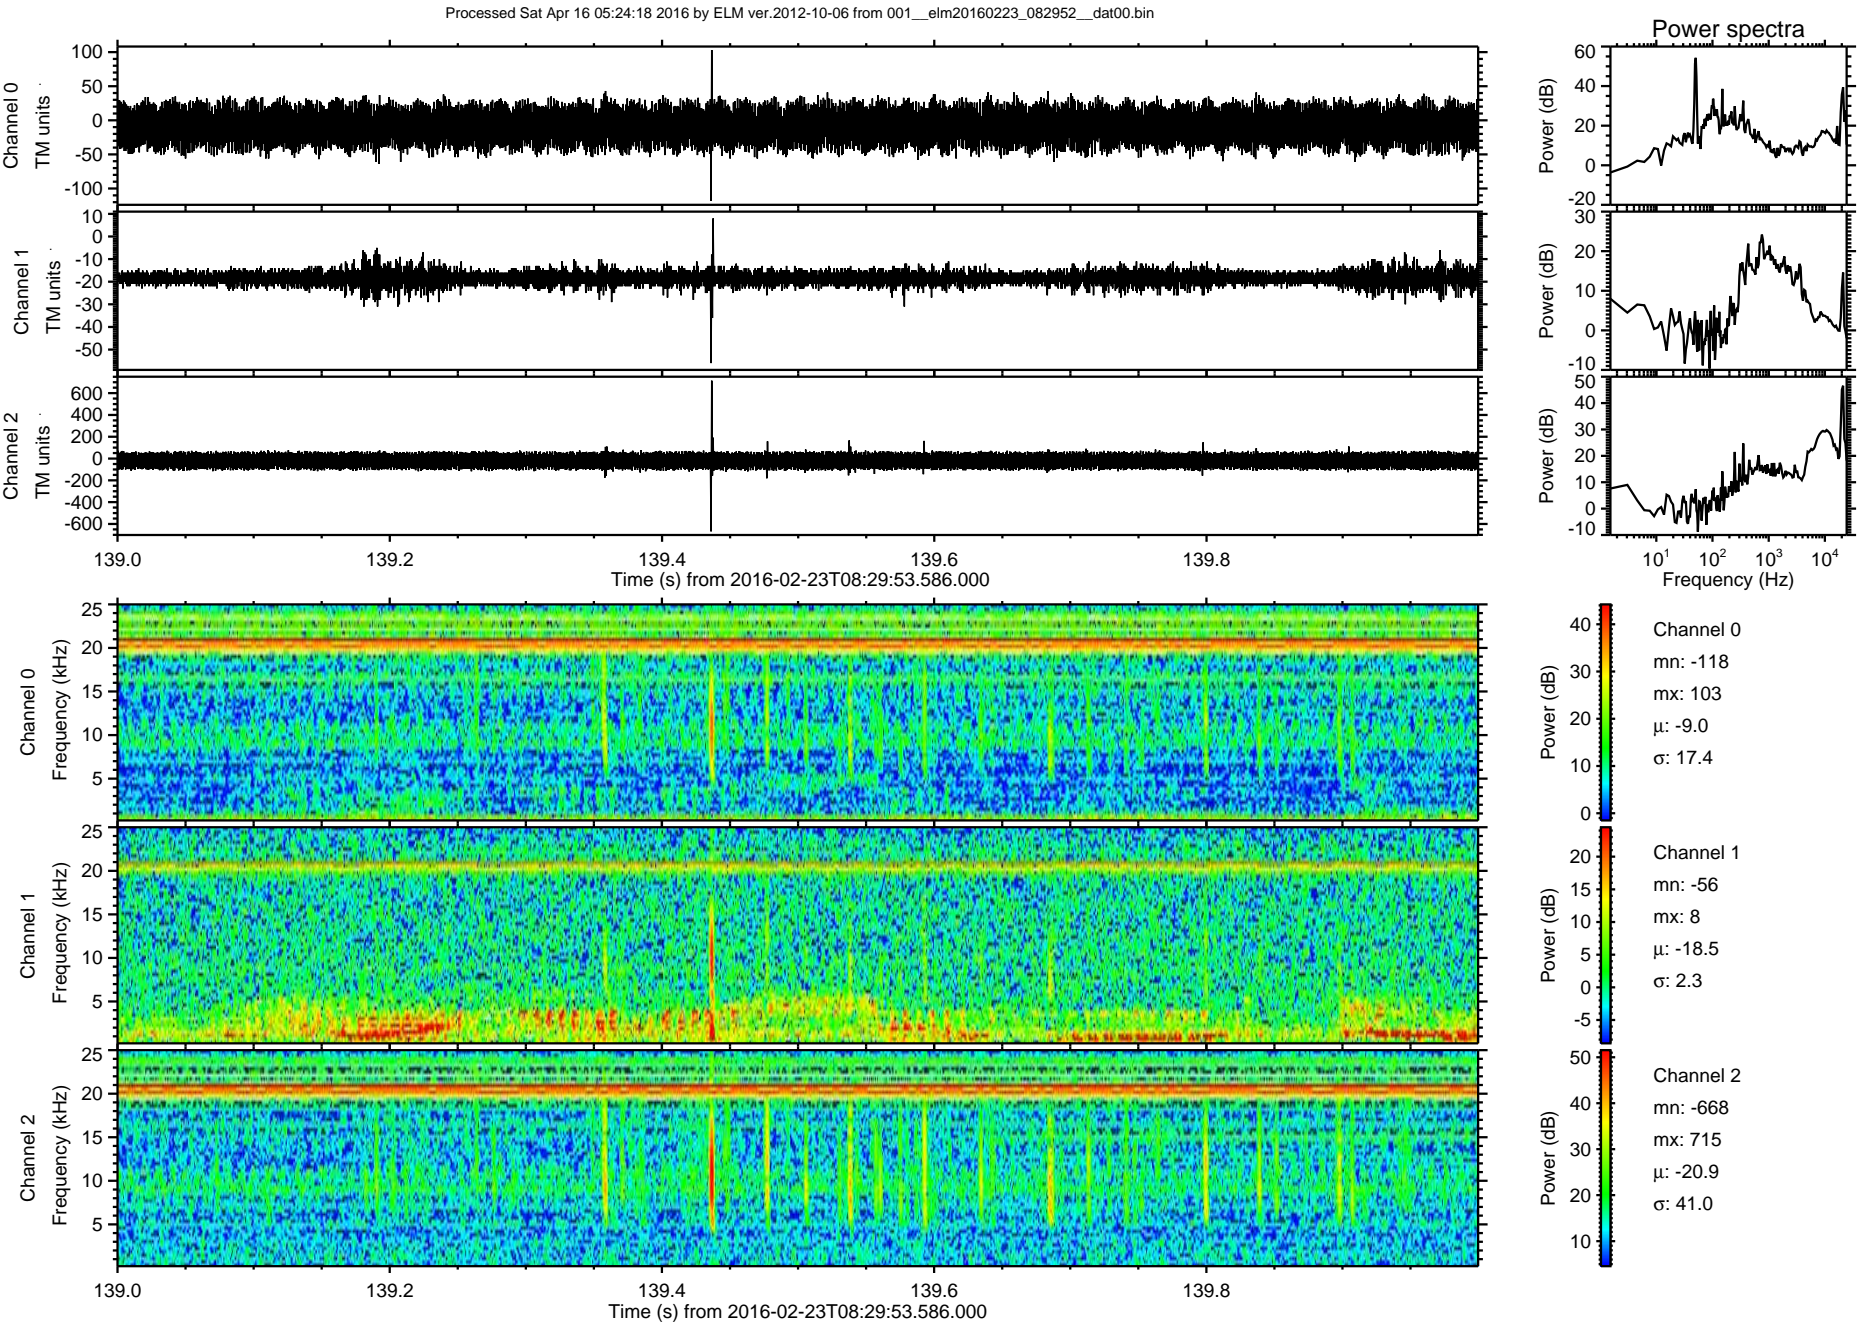 Processed Sat Apr 16 05:24:18 2016 by ELM ver.2012-10-06 from 001__elm20160223_082952__dat00.bin
Power spectra
Channel 0
TM units
100
50
0
-50
-100
Power (dB)
60
40
20
0
-20
Channel 1
TM units
10
0
-10
-20
-30
-40
-50
Power (dB)
30
20
10
0
-10
Channel 2
TM units
600
400
200
0
-200
-400
-600
Power (dB)
50
40
30
20
10
0
-10
139.0 139.2 139.4 139.6 139.8
Time (s) from 2016-02-23T08:29:53.586.000
10^1 10^2 10^3 10^4
Frequency (Hz)
Channel 0
Frequency (kHz)
25
20
15
10
5
Power (dB)
40
30
20
10
0
Channel 0
mn: -118
mx: 103
μ: -9.0
σ: 17.4
Channel 1
Frequency (kHz)
25
20
15
10
5
Power (dB)
20
15
10
5
0
-5
Channel 1
mn: -56
mx: 8
μ: -18.5
σ: 2.3
Channel 2
Frequency (kHz)
25
20
15
10
5
Power (dB)
50
40
30
20
10
Channel 2
mn: -668
mx: 715
μ: -20.9
σ: 41.0
139.0 139.2 139.4 139.6 139.8
Time (s) from 2016-02-23T08:29:53.586.000